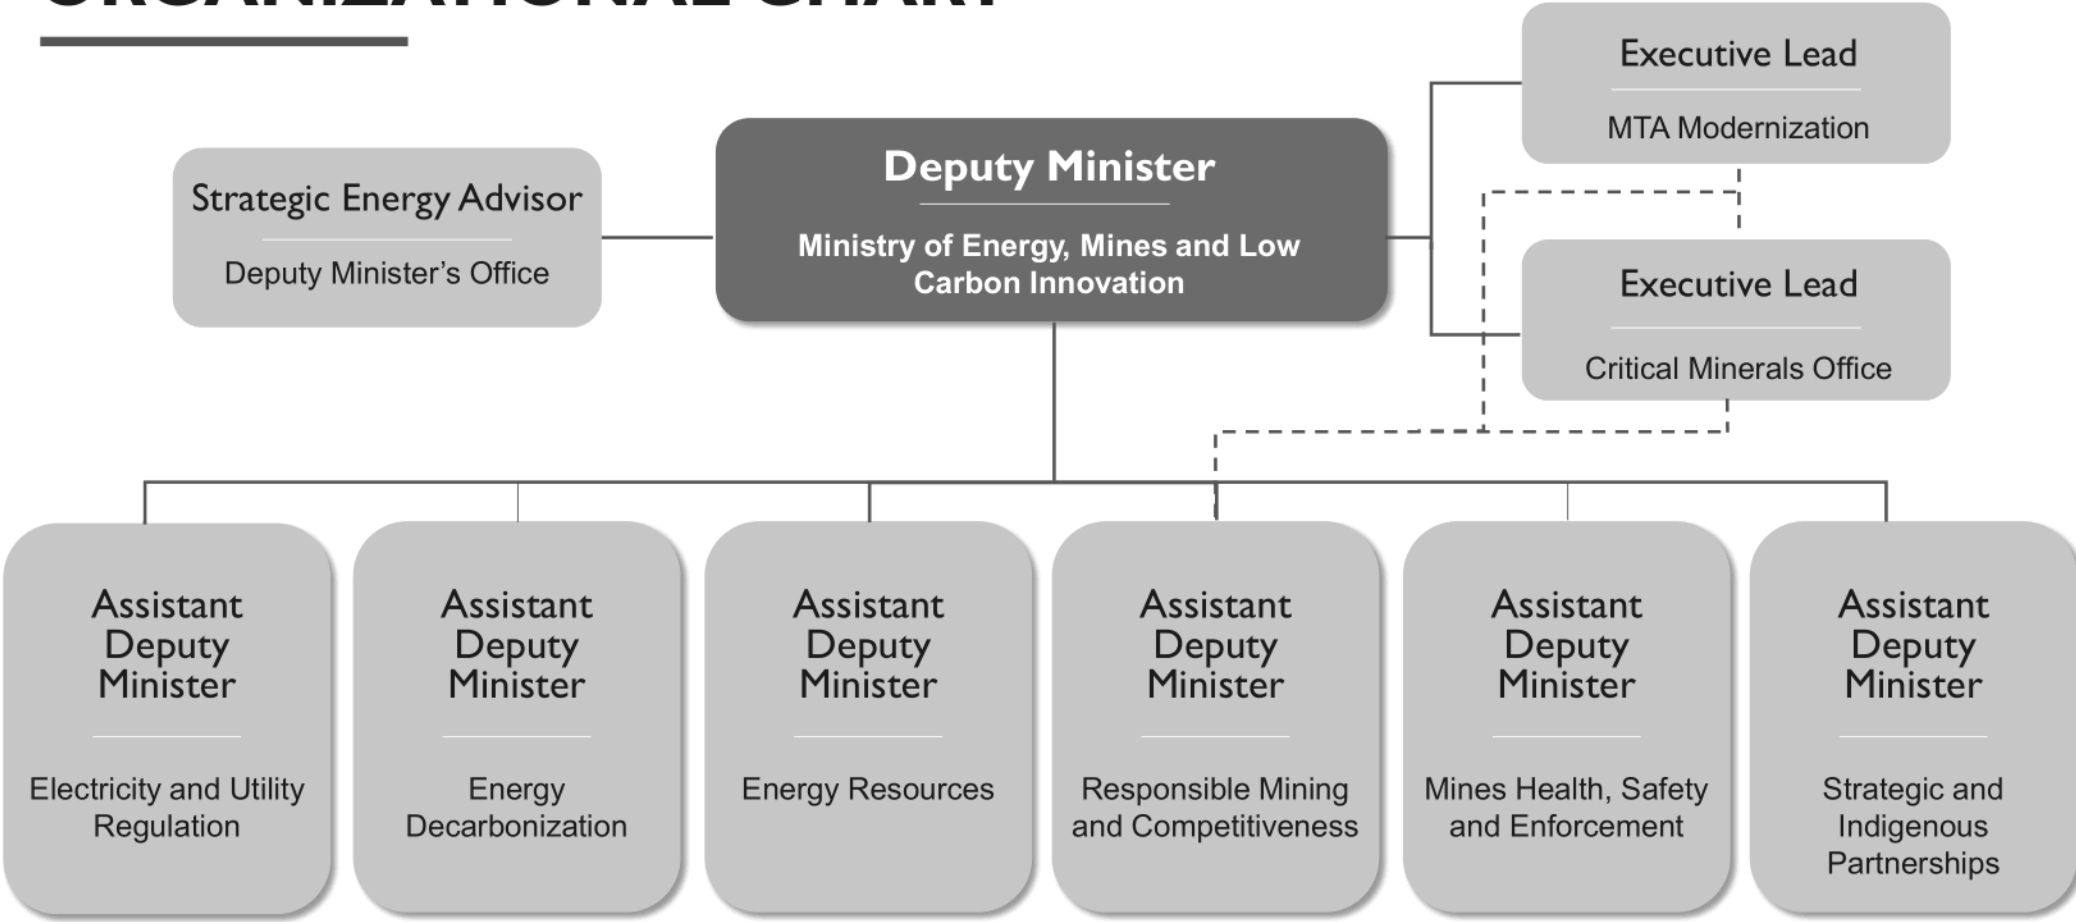 ORGANIZATIONAL CHART
Executive Lead
MTA Modernization
Deputy Minister
Ministry of Energy, Mines and Low
Carbon Innovation
Strategic Energy Advisor
Deputy Minister’s Office
Executive Lead
Critical Minerals Office
Assistant
Deputy
Minister
Electricity and Utility
Regulation
Assistant
Deputy
Minister
Energy
Decarbonization
Assistant
Deputy
Minister
Energy Resources
Assistant
Deputy
Minister
Responsible Mining
and Competitiveness
Assistant
Deputy
Minister
Mines Health, Safety
and Enforcement
Assistant
Deputy
Minister
Strategic and
Indigenous
Partnerships